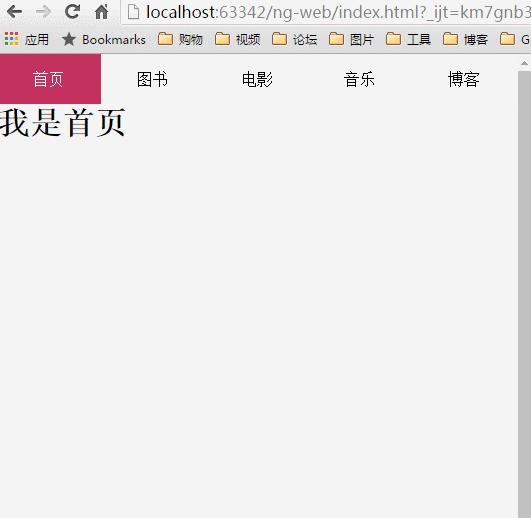 localhost:63342/ng-web/index.html?_ijt=km7gnb3
应用 Bookmarks 购物 视频 论坛 图片 工具 博客 G
首页 图书 电影 音乐 博客
我是首页